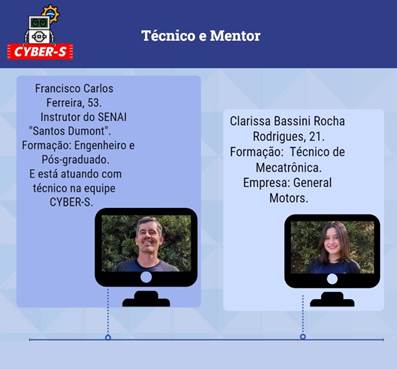 CYBER-S
Técnico e Mentor
Francisco Carlos
Ferreira, 53.
Instrutor do SENAI
"Santos Dumont".
Formação: Engenheiro e
Pós-graduado.
E está atuando com
técnico na equipe
CYBER-S.
Clarissa Bassini Rocha
Rodrigues, 21.
Formação: Técnico de
Mecatrônica.
Empresa: General
Motors.